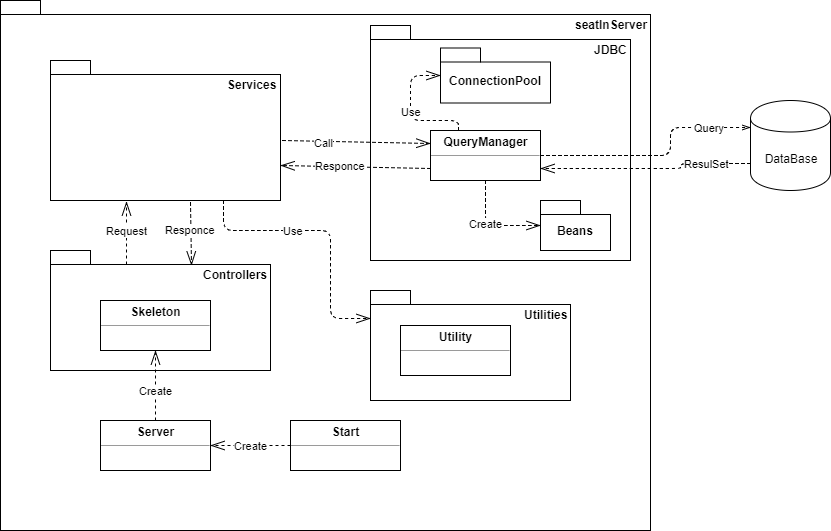 seatInServer
JDBC
Services
ConnectionPool
Use
Query
Call
QueryManager
DataBase
Responce
ResulSet
Request
Responce
Use
Create
Beans
Controllers
Skeleton
Utilities
Utility
Create
Server
Create
Start